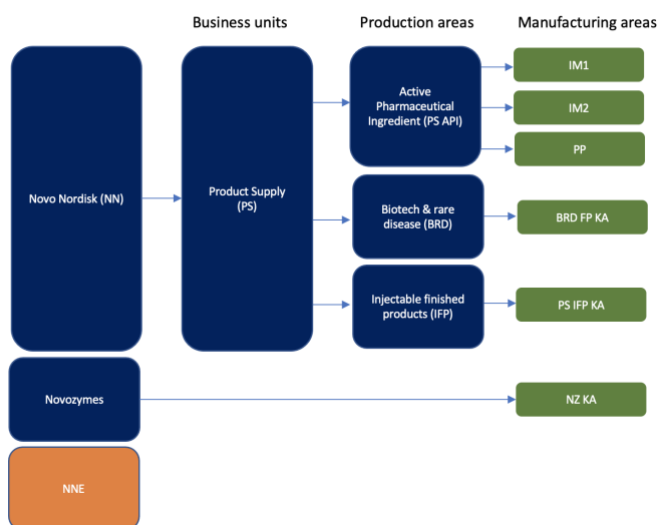 Business units
Production areas
Manufacturing areas
Novo Nordisk (NN)
Product Supply
(PS)
Active
Pharmaceutical
Ingredient (PS API)
IM1
IM2
PP
Biotech & rare
disease (BRD)
BRD FP KA
Injectable finished
products (IFP)
PS IFP KA
Novozymes
NZ KA
NNE